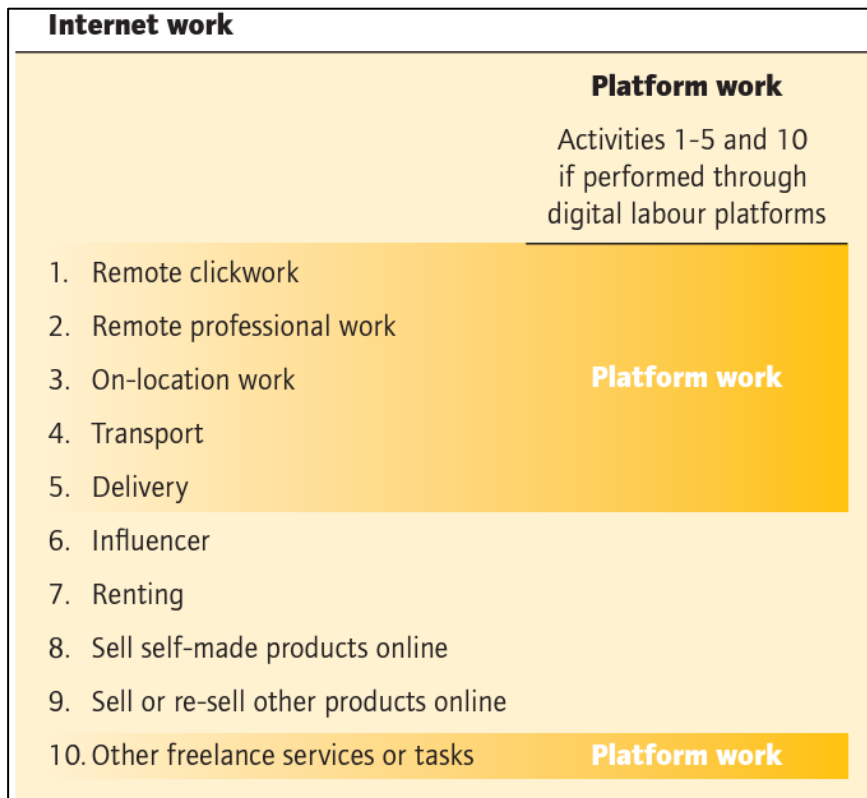 Internet work
Platform work
Activities 1-5 and 10
if performed through
digital labour platforms
1. Remote clickwork
2. Remote professional work
3. On-location work
Platform work
4. Transport
5. Delivery
6. Influencer
7. Renting
8. Sell self-made products online
9. Sell or re-sell other products online
10. Other freelance services or tasks
Platform work